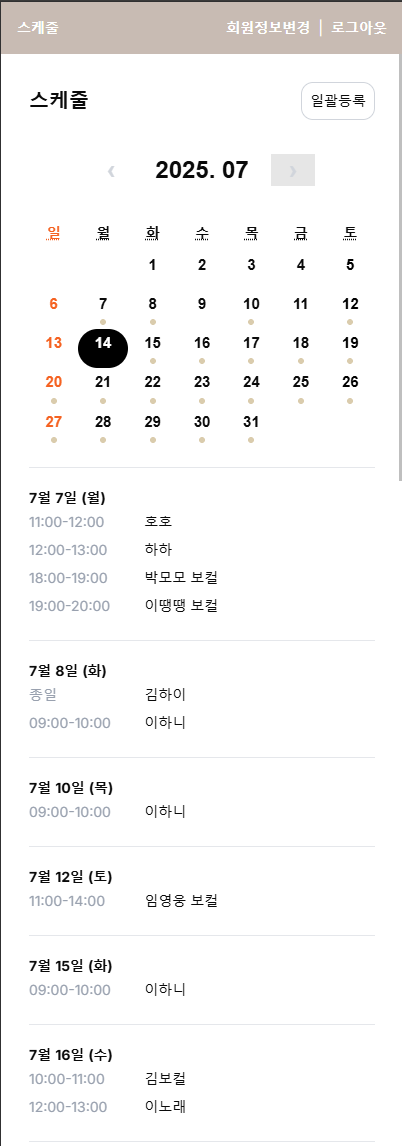 스케줄 회원정보변경 | 로그아웃
스케줄 일괄등록
‹ 2025. 07 ›
일 월 화 수 목 금 토
1 2 3 4 5
6 7 8 9 10 11 12
13 14 15 16 17 18 19
20 21 22 23 24 25 26
27 28 29 30 31
7월 7일 (월)
11:00-12:00 호호
12:00-13:00 하하
18:00-19:00 박모모 보컬
19:00-20:00 이땡땡 보컬
7월 8일 (화)
종일 김하이
09:00-10:00 이하니
7월 10일 (목)
09:00-10:00 이하니
7월 12일 (토)
11:00-14:00 임영웅 보컬
7월 15일 (화)
09:00-10:00 이하니
7월 16일 (수)
10:00-11:00 김보컬
12:00-13:00 이노래